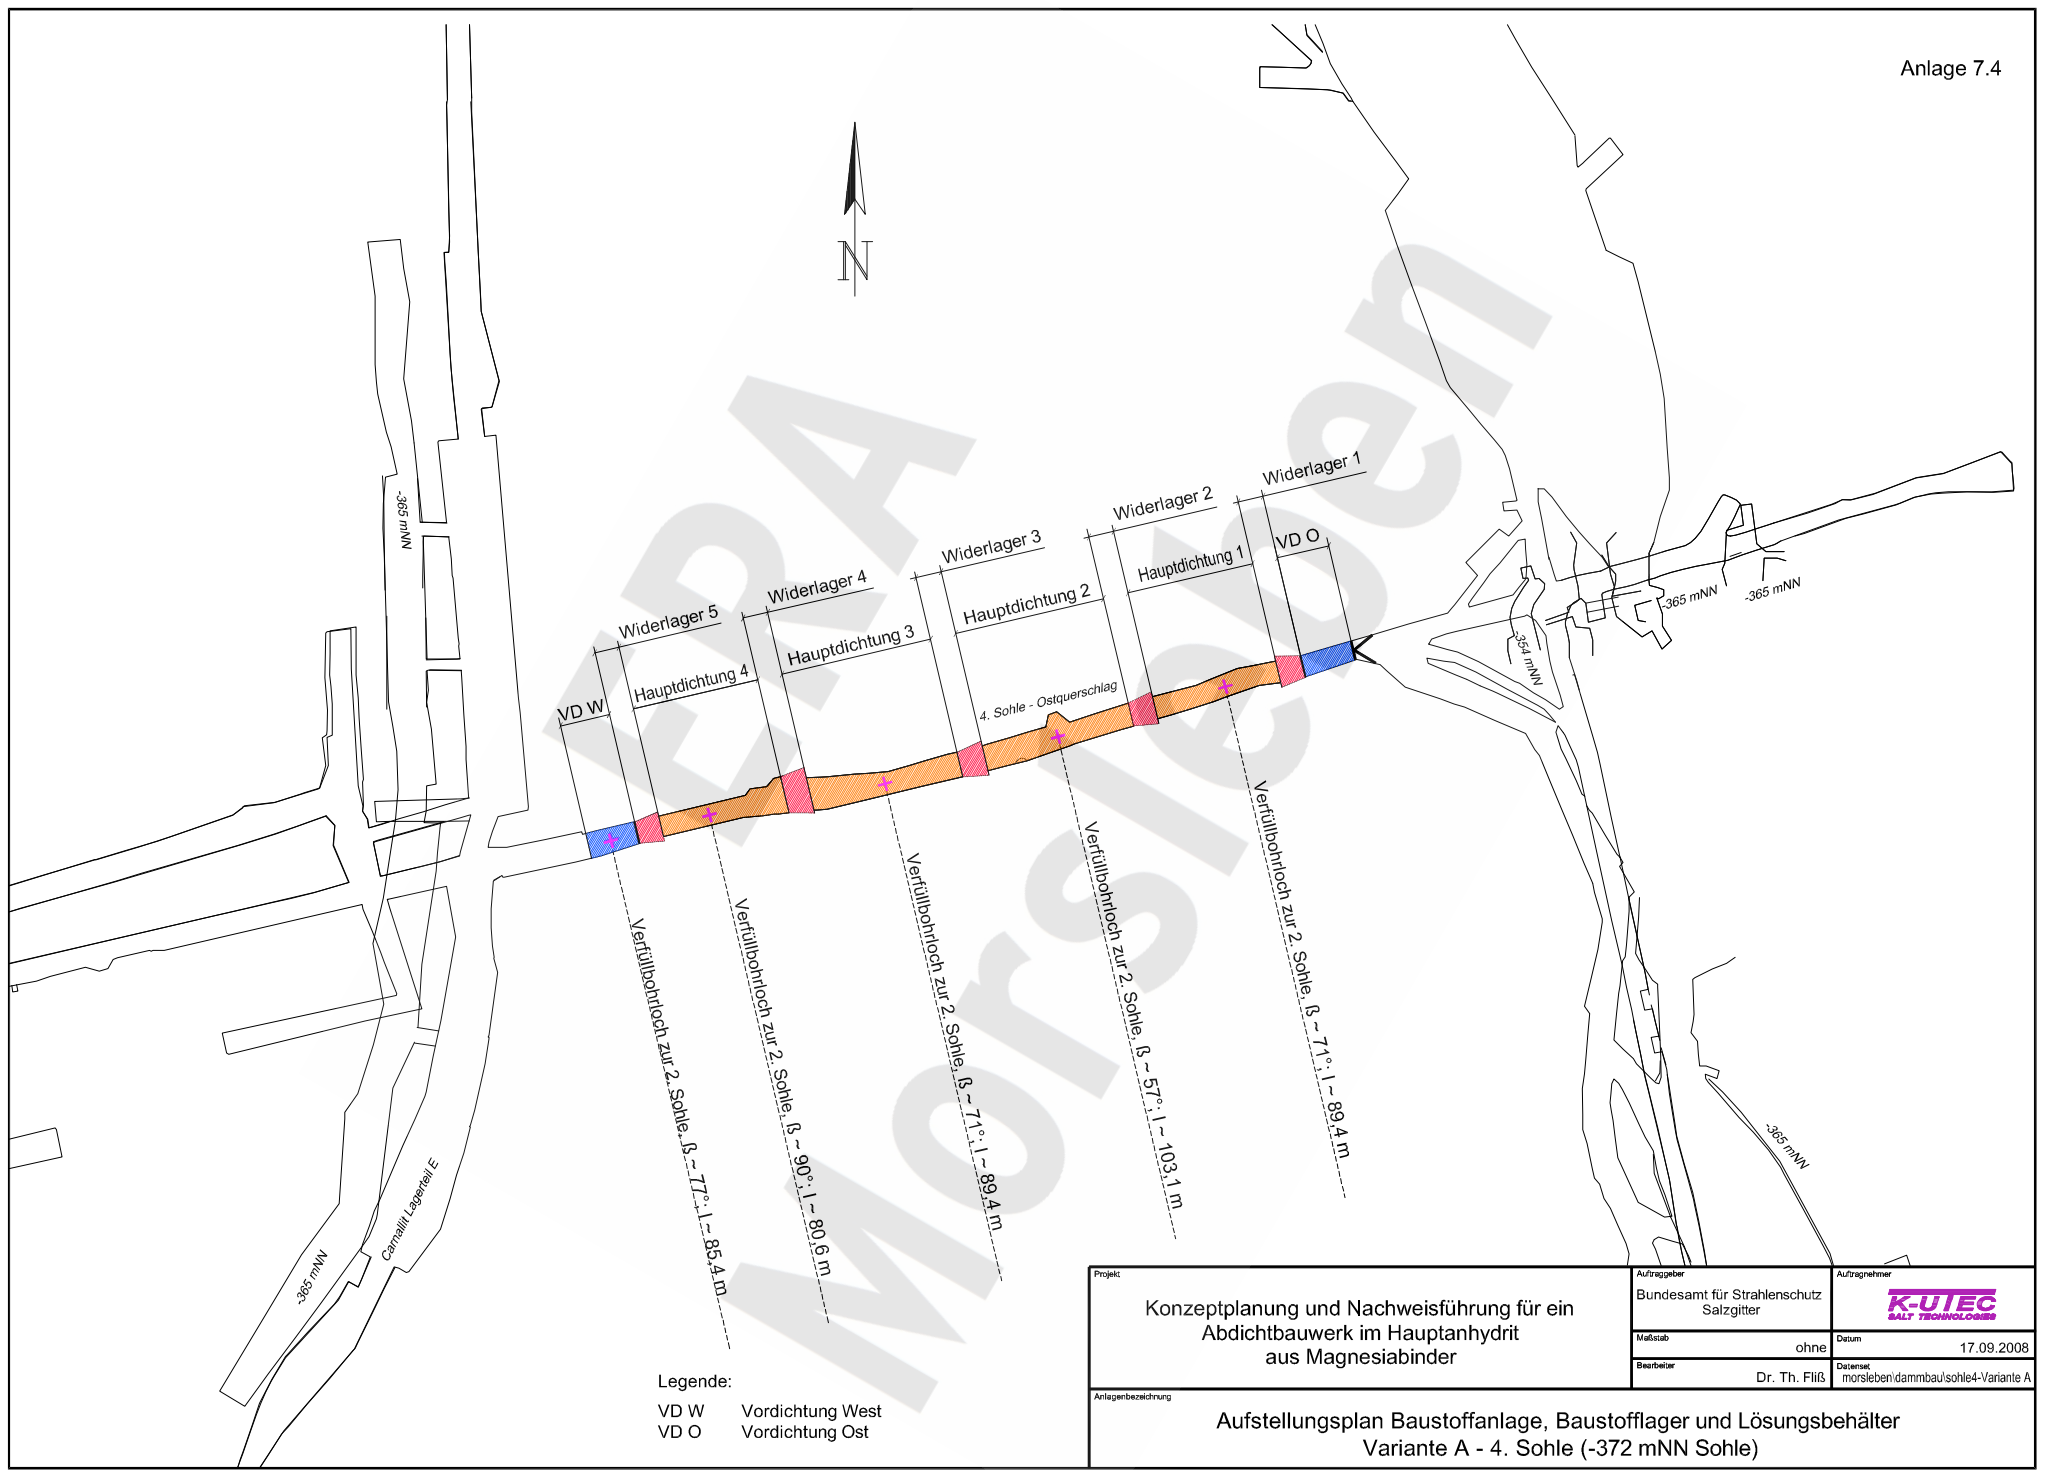 Anlage 7.4
N
ERA
Morsleben
-365 mNN
Widerlager 1
Widerlager 2
Widerlager 3
Widerlager 4
Widerlager 5
VD O
Hauptdichtung 1
Hauptdichtung 2
Hauptdichtung 3
Hauptdichtung 4
VD W
4. Sohle - Ostquerschlag
-365 mNN
-365 mNN
-354 mNN
Verfüllbohrloch zur 2. Sohle, ß ~ 77°; l ~ 85,4 m
Verfüllbohrloch zur 2. Sohle, ß ~ 90°; l ~ 80,6 m
Verfüllbohrloch zur 2. Sohle, ß ~ 71°; l ~ 89,4 m
Verfüllbohrloch zur 2. Sohle, ß ~ 57°; l ~ 103,1 m
Verfüllbohrloch zur 2. Sohle, ß ~ 71°; l ~ 89,4 m
-365 mNN
Carnallit Lagerteil E
-365 mNN
Legende:
VD W Vordichtung West
VD O Vordichtung Ost
Projekt
Konzeptplanung und Nachweisführung für ein
Abdichtbauwerk im Hauptanhydrit
aus Magnesiabinder
Auftraggeber
Bundesamt für Strahlenschutz
Salzgitter
Auftragnehmer
K-UTEC
SALT TECHNOLOGIES
Maßstab
ohne
Datum
17.09.2008
Bearbeiter
Dr. Th. Fliß
Datenset
morsleben\dammbau\sohle4-Variante A
Anlagenbezeichnung
Aufstellungsplan Baustoffanlage, Baustofflager und Lösungsbehälter
Variante A - 4. Sohle (-372 mNN Sohle)